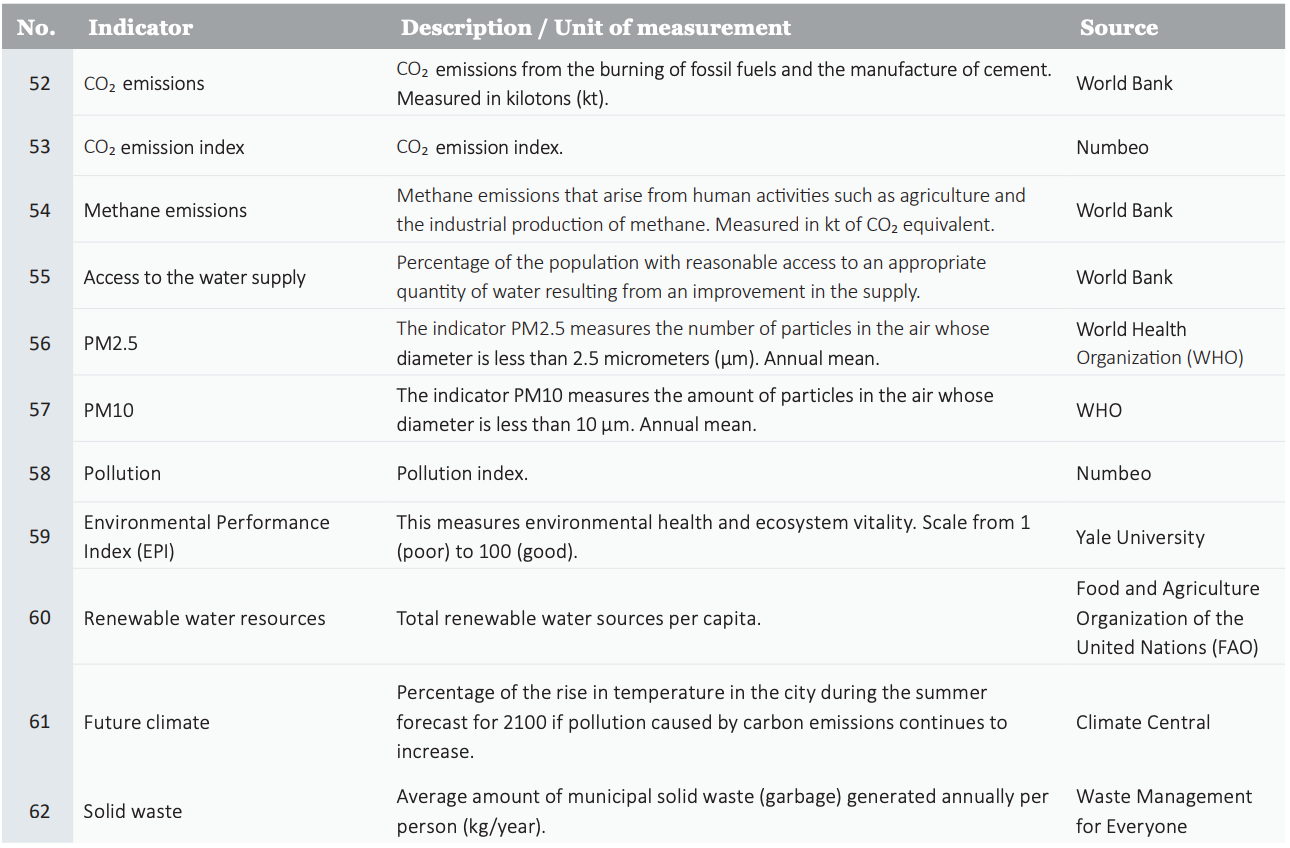 No. Indicator Description / Unit of measurement Source
52 CO₂ emissions CO₂ emissions from the burning of fossil fuels and the manufacture of cement. Measured in kilotons (kt). World Bank
53 CO₂ emission index CO₂ emission index. Numbeo
54 Methane emissions Methane emissions that arise from human activities such as agriculture and the industrial production of methane. Measured in kt of CO₂ equivalent. World Bank
55 Access to the water supply Percentage of the population with reasonable access to an appropriate quantity of water resulting from an improvement in the supply. World Bank
56 PM2.5 The indicator PM2.5 measures the number of particles in the air whose diameter is less than 2.5 micrometers (µm). Annual mean. World Health Organization (WHO)
57 PM10 The indicator PM10 measures the amount of particles in the air whose diameter is less than 10 µm. Annual mean. WHO
58 Pollution Pollution index. Numbeo
59 Environmental Performance Index (EPI) This measures environmental health and ecosystem vitality. Scale from 1 (poor) to 100 (good). Yale University
60 Renewable water resources Total renewable water sources per capita. Food and Agriculture Organization of the United Nations (FAO)
61 Future climate Percentage of the rise in temperature in the city during the summer forecast for 2100 if pollution caused by carbon emissions continues to increase. Climate Central
62 Solid waste Average amount of municipal solid waste (garbage) generated annually per person (kg/year). Waste Management for Everyone